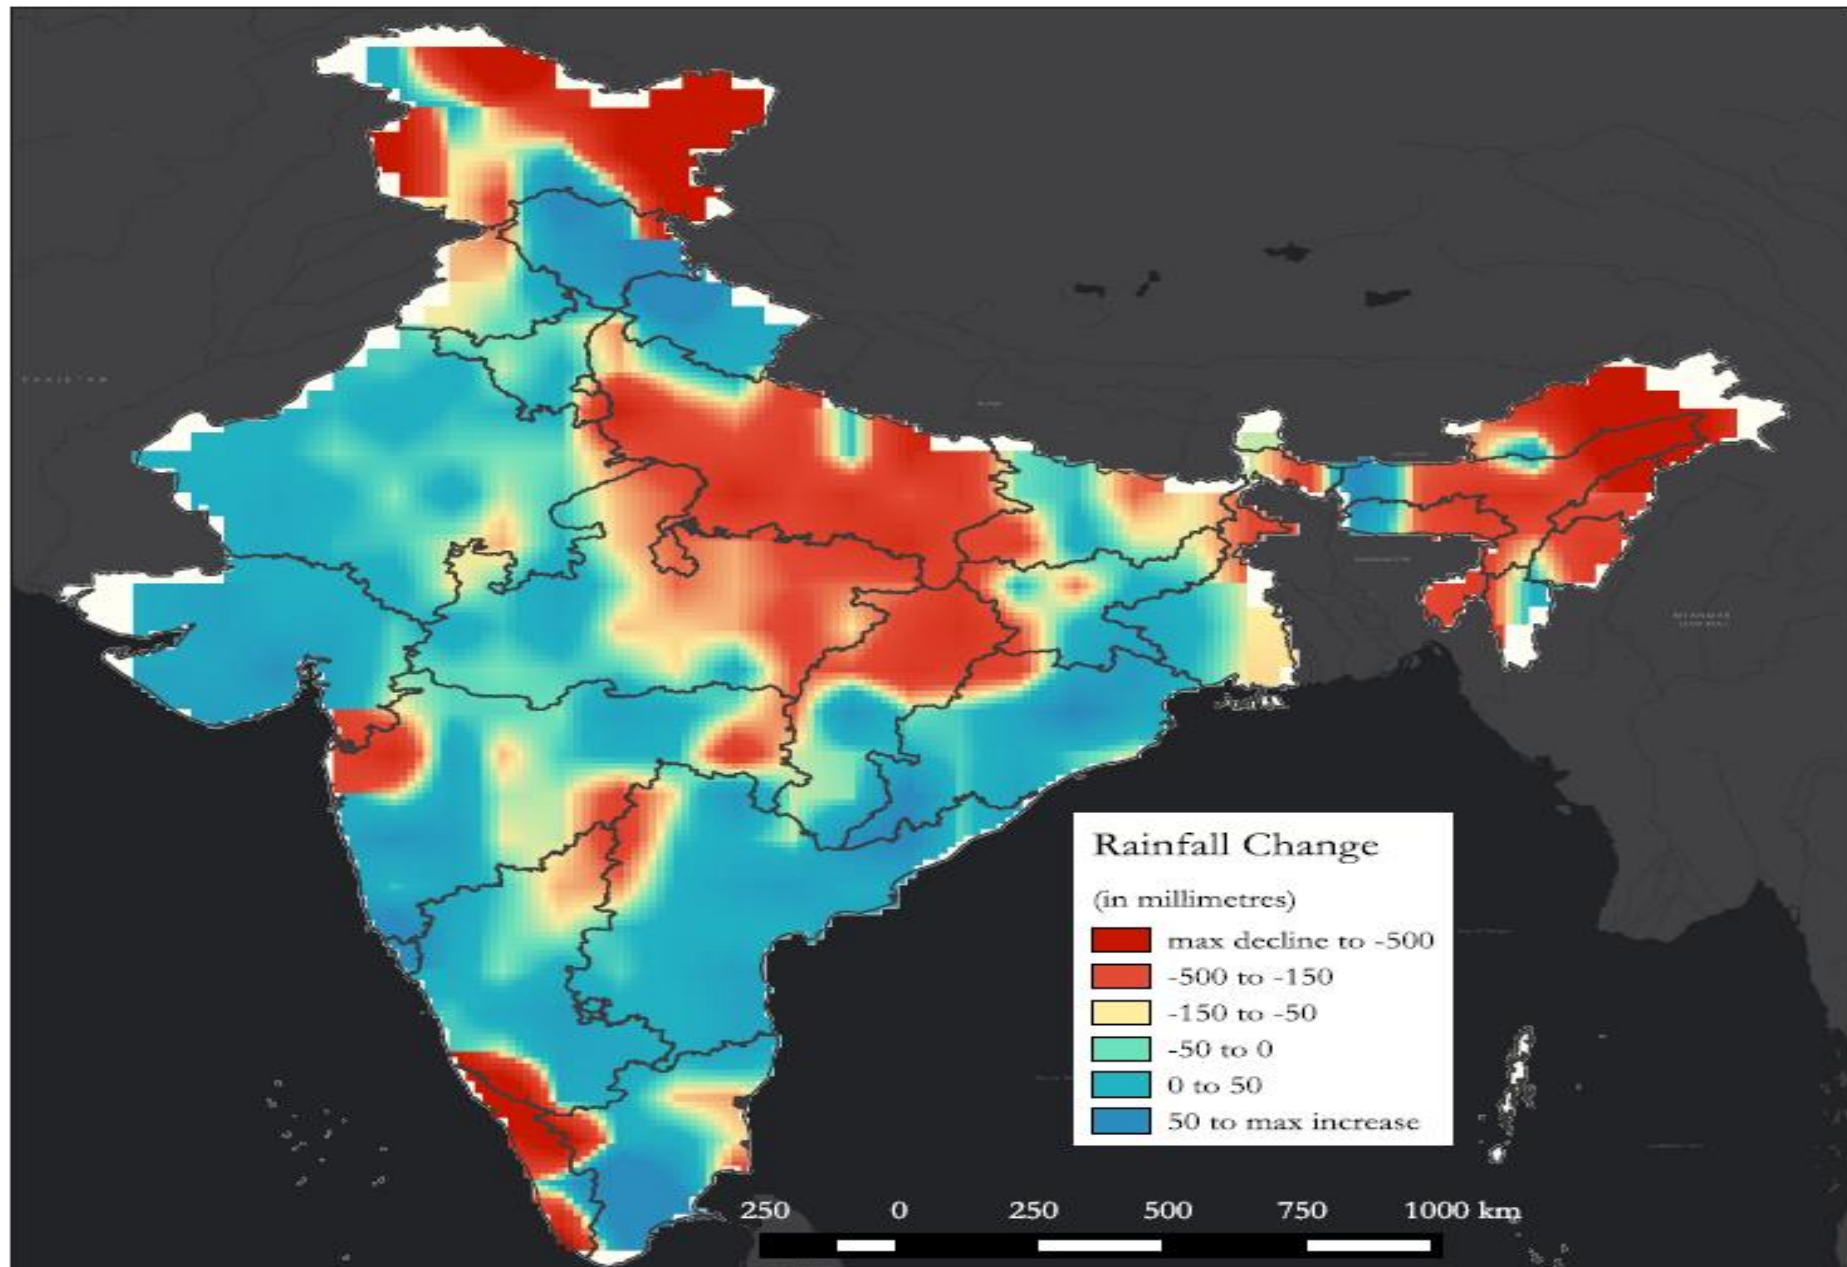 Rainfall Change
(in millimetres)
max decline to -500
-500 to -150
-150 to -50
-50 to 0
0 to 50
50 to max increase
250 0 250 500 750 1000 km